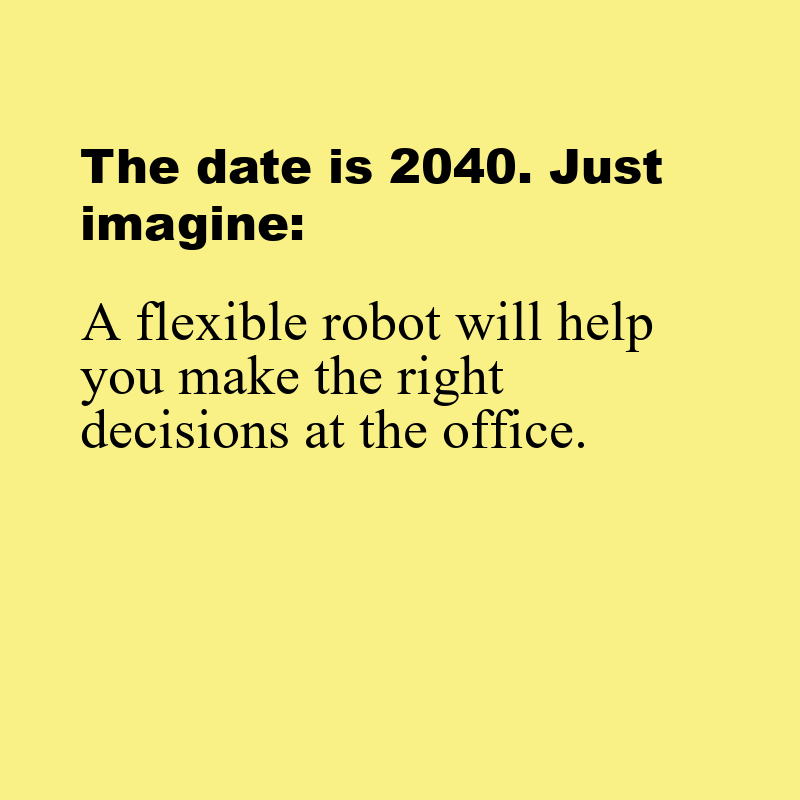 The date is 2040. Just
imagine:
A flexible robot will help
you make the right
decisions at the office.